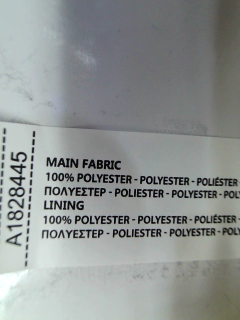 A1828445
MAIN FABRIC
100% POLYESTER - POLYESTER - POLIÉSTER -
ΠΟΛΥΕΣΤΕΡ - POLIESTER - POLYESTER -
LINING
100% POLYESTER - POLYESTER - POLIÉSTER -
ΠΟΛΥΕΣΤΕΡ - POLIESTER - POLYESTER -